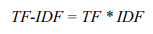 TF-IDF = TF * IDF